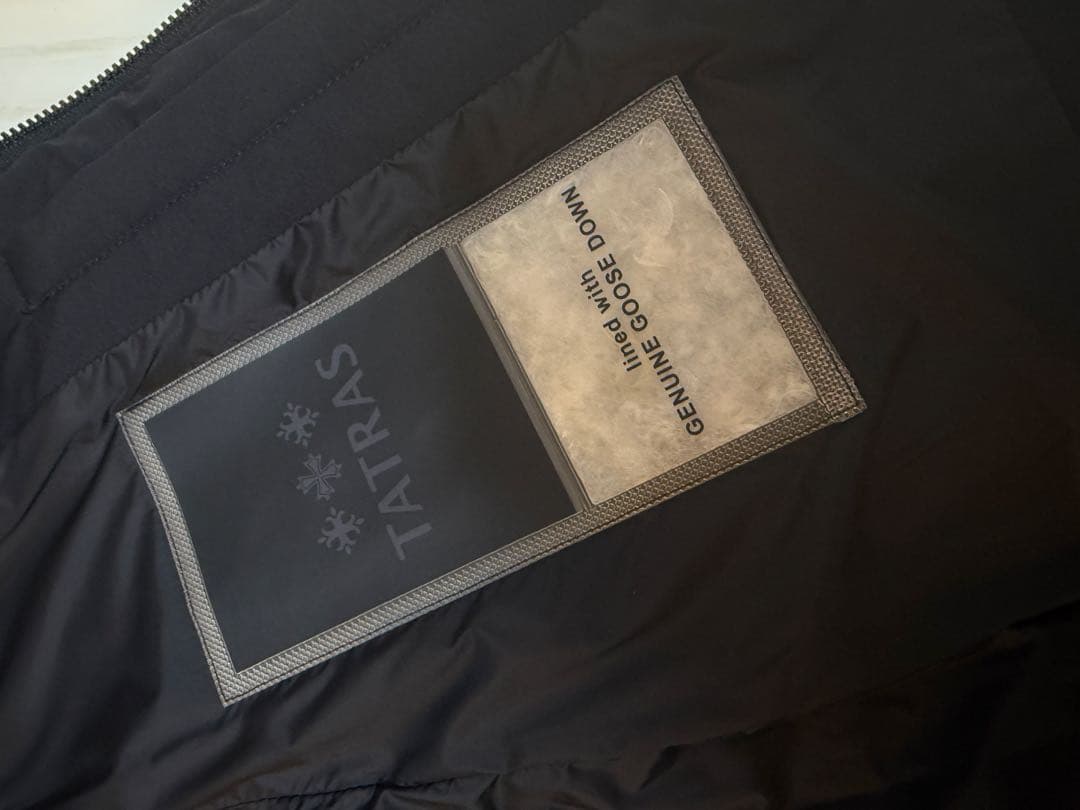 TATRAS
lined with
GENUINE GOOSE DOWN